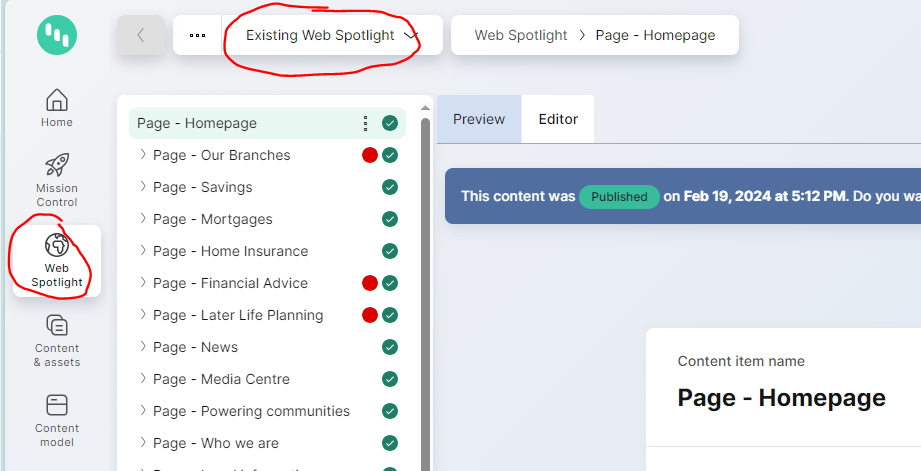 Existing Web Spotlight
Web Spotlight > Page - Homepage
Home
Mission
Control
Web
Spotlight
Content
& assets
Content
model
Page - Homepage
Page - Our Branches
Page - Savings
Page - Mortgages
Page - Home Insurance
Page - Financial Advice
Page - Later Life Planning
Page - News
Page - Media Centre
Page - Powering communities
Page - Who we are
Preview
Editor
This content was Published on Feb 19, 2024 at 5:12 PM. Do you wa
Content item name
Page - Homepage